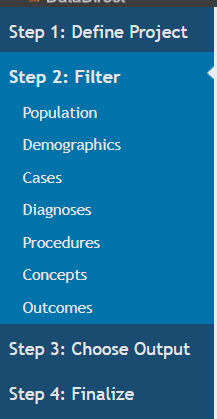 DataDirect
Step 1: Define Project
Step 2: Filter
Population
Demographics
Cases
Diagnoses
Procedures
Concepts
Outcomes
Step 3: Choose Output
Step 4: Finalize